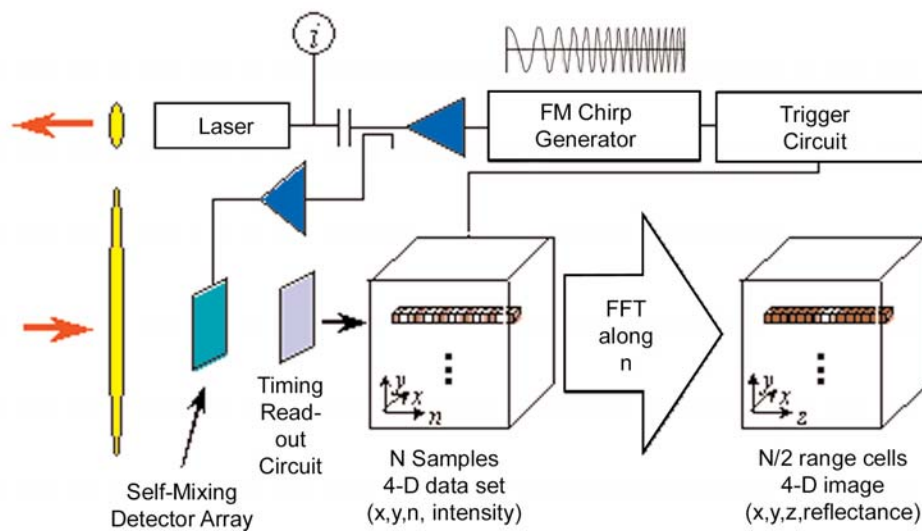 i
Laser
FM Chirp
Generator
Trigger
Circuit
FFT
along
n
y
x
n
y
x
z
Timing
Read-
out
Circuit
Self-Mixing
Detector Array
N Samples
4-D data set
(x,y,n, intensity)
N/2 range cells
4-D image
(x,y,z,reflectance)